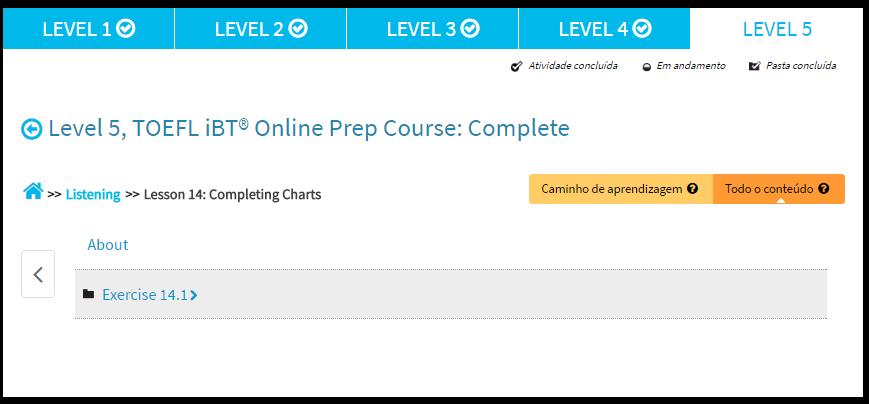 LEVEL 1 LEVEL 2 LEVEL 3 LEVEL 4 LEVEL 5
Atividade concluída Em andamento Pasta concluída
Level 5, TOEFL iBT® Online Prep Course: Complete
>> Listening >> Lesson 14: Completing Charts
Caminho de aprendizagem ? Todo o conteúdo ?
About
Exercise 14.1